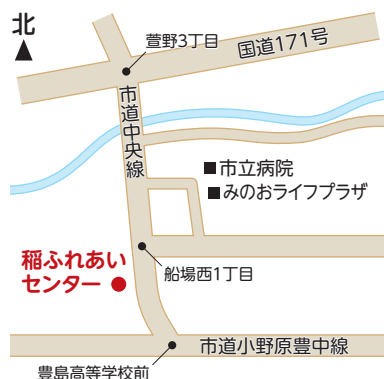 北
萱野3丁目
国道171号
市道中央線
■市立病院
■みのおライフプラザ
稲ふれあい
センター
船場西1丁目
市道小野原豊中線
豊島高等学校前